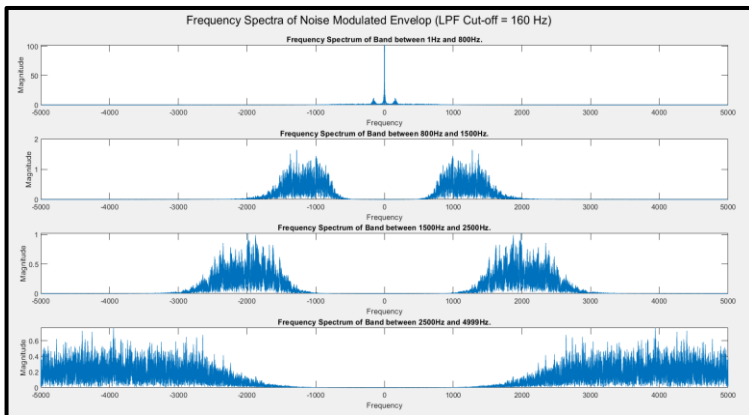 Frequency Spectra of Noise Modulated Envelop (LPF Cut-off = 160 Hz)
Frequency Spectrum of Band between 1Hz and 800Hz.
100
50
0
Magnitude
-5000 -4000 -3000 -2000 -1000 0 1000 2000 3000 4000 5000
Frequency
Frequency Spectrum of Band between 800Hz and 1500Hz.
2
1
0
Magnitude
-5000 -4000 -3000 -2000 -1000 0 1000 2000 3000 4000 5000
Frequency
Frequency Spectrum of Band between 1500Hz and 2500Hz.
1
0.5
0
Magnitude
-5000 -4000 -3000 -2000 -1000 0 1000 2000 3000 4000 5000
Frequency
Frequency Spectrum of Band between 2500Hz and 4999Hz.
0.6
0.4
0.2
0
Magnitude
-5000 -4000 -3000 -2000 -1000 0 1000 2000 3000 4000 5000
Frequency